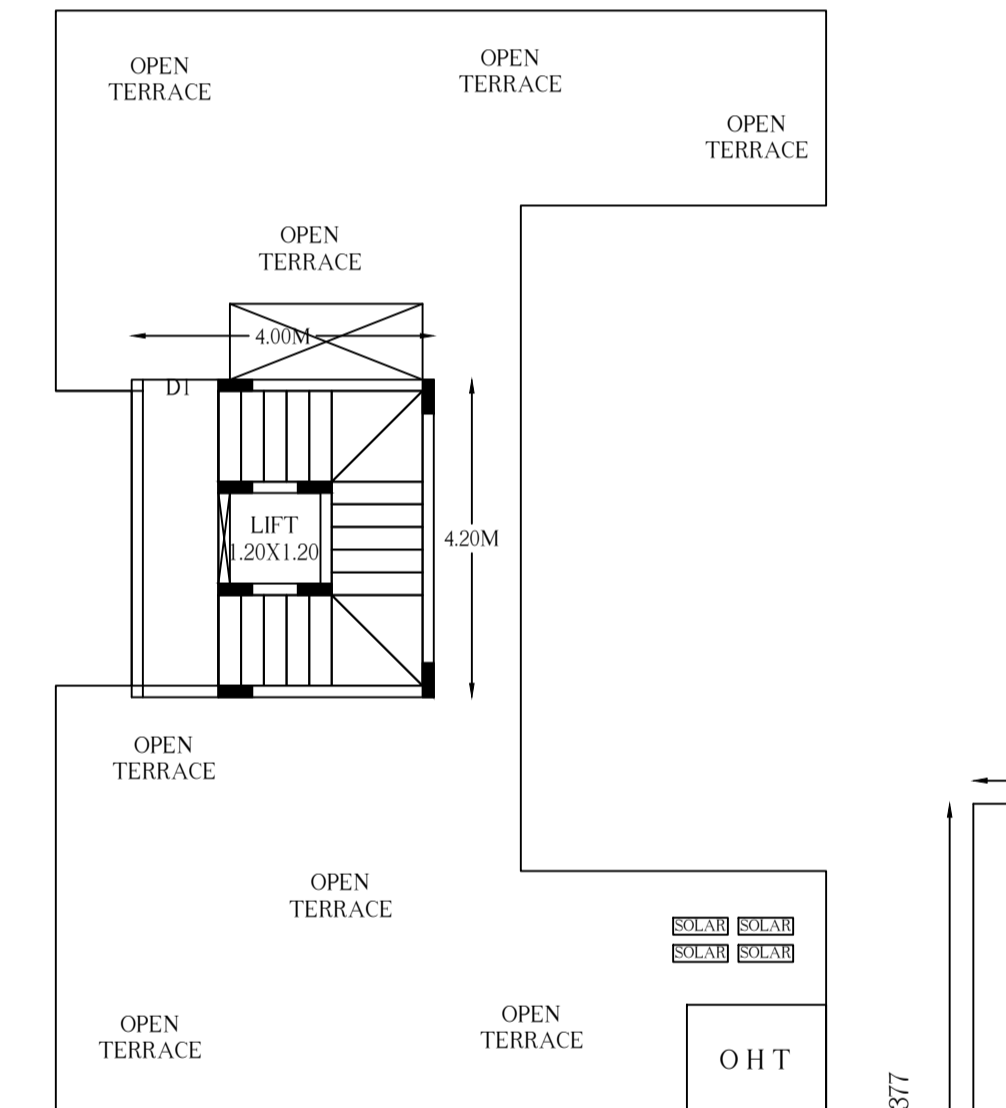 OPEN
TERRACE
OPEN
TERRACE
OPEN
TERRACE
OPEN
TERRACE
4.00M
D1
LIFT
1.20X1.20
4.20M
OPEN
TERRACE
OPEN
TERRACE
SOLAR SOLAR
SOLAR SOLAR
OPEN
TERRACE
OPEN
TERRACE
O H T
377